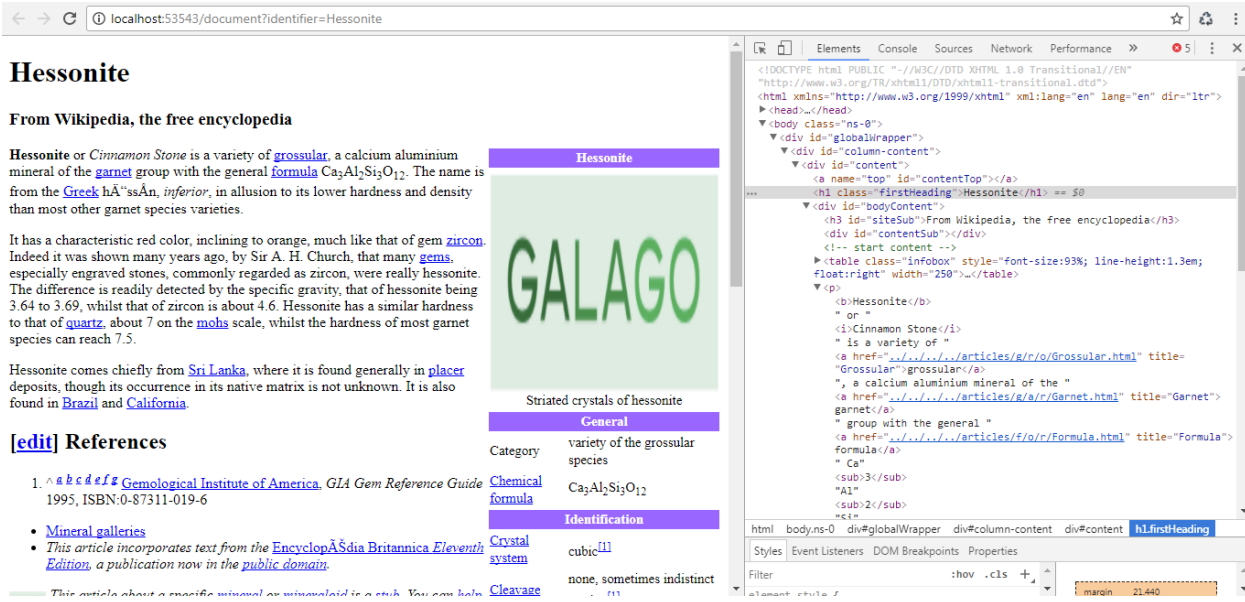 localhost:53543/document?identifier=Hessonite
Hessonite
From Wikipedia, the free encyclopedia
Hessonite or Cinnamon Stone is a variety of grossular, a calcium aluminium
mineral of the garnet group with the general formula Ca3Al2Si3O12. The name is
from the Greek hÄ“ssÅn, inferior, in allusion to its lower hardness and density
than most other garnet species varieties.
It has a characteristic red color, inclining to orange, much like that of gem zircon.
Indeed it was shown many years ago, by Sir A. H. Church, that many gems,
especially engraved stones, commonly regarded as zircon, were really hessonite.
The difference is readily detected by the specific gravity, that of hessonite being
3.64 to 3.69, whilst that of zircon is about 4.6. Hessonite has a similar hardness
to that of quartz, about 7 on the mohs scale, whilst the hardness of most garnet
species can reach 7.5.
Hessonite comes chiefly from Sri Lanka, where it is found generally in placer
deposits, though its occurrence in its native matrix is not unknown. It is also
found in Brazil and California.
[edit] References
1. ^ a b c d e f g Gemological Institute of America, GIA Gem Reference Guide
1995, ISBN:0-87311-019-6
• Mineral galleries
• This article incorporates text from the EncyclopÃŠdia Britannica Eleventh
Edition, a publication now in the public domain.
This article about a specific mineral or mineraloid is a stub. You can help
Hessonite
GALAGO
Striated crystals of hessonite
General
Category variety of the grossular
species
Chemical
formula Ca3Al2Si3O12
Identification
Crystal
system cubic[1]
Cleavage none, sometimes indistinct
[1]
Elements Console Sources Network Performance » 5
<!DOCTYPE html PUBLIC "-//W3C//DTD XHTML 1.0 Transitional//EN"
"http://www.w3.org/TR/xhtml1/DTD/xhtml1-transitional.dtd">
<html xmlns="http://www.w3.org/1999/xhtml" xml:lang="en" lang="en" dir="ltr">
▶<head>…</head>
▼<body class="ns-0">
▼<div id="globalWrapper">
▼<div id="column-content">
▼<div id="content">
<a name="top" id="contentTop"></a>
... <h1 class="firstHeading">Hessonite</h1> == $0
▼<div id="bodyContent">
<h3 id="siteSub">From Wikipedia, the free encyclopedia</h3>
<div id="contentSub"></div>
<!-- start content -->
▶<table class="infobox" style="font-size:93%; line-height:1.3em;
float:right" width="250">…</table>
▼<p>
<b>Hessonite</b>
" or "
<i>Cinnamon Stone</i>
" is a variety of "
<a href="../../../../articles/g/r/o/Grossular.html" title=
"Grossular">grossular</a>
", a calcium aluminium mineral of the "
<a href="../../../../articles/g/a/r/Garnet.html" title="Garnet">
garnet</a>
" group with the general "
<a href="../../../../articles/f/o/r/Formula.html" title="Formula">
formula</a>
" Ca"
<sub>3</sub>
"Al"
<sub>2</sub>
"Si"
html body.ns-0 div#globalWrapper div#column-content div#content h1.firstHeading
Styles Event Listeners DOM Breakpoints Properties
Filter :hov .cls +
element.style {
margin 21.440